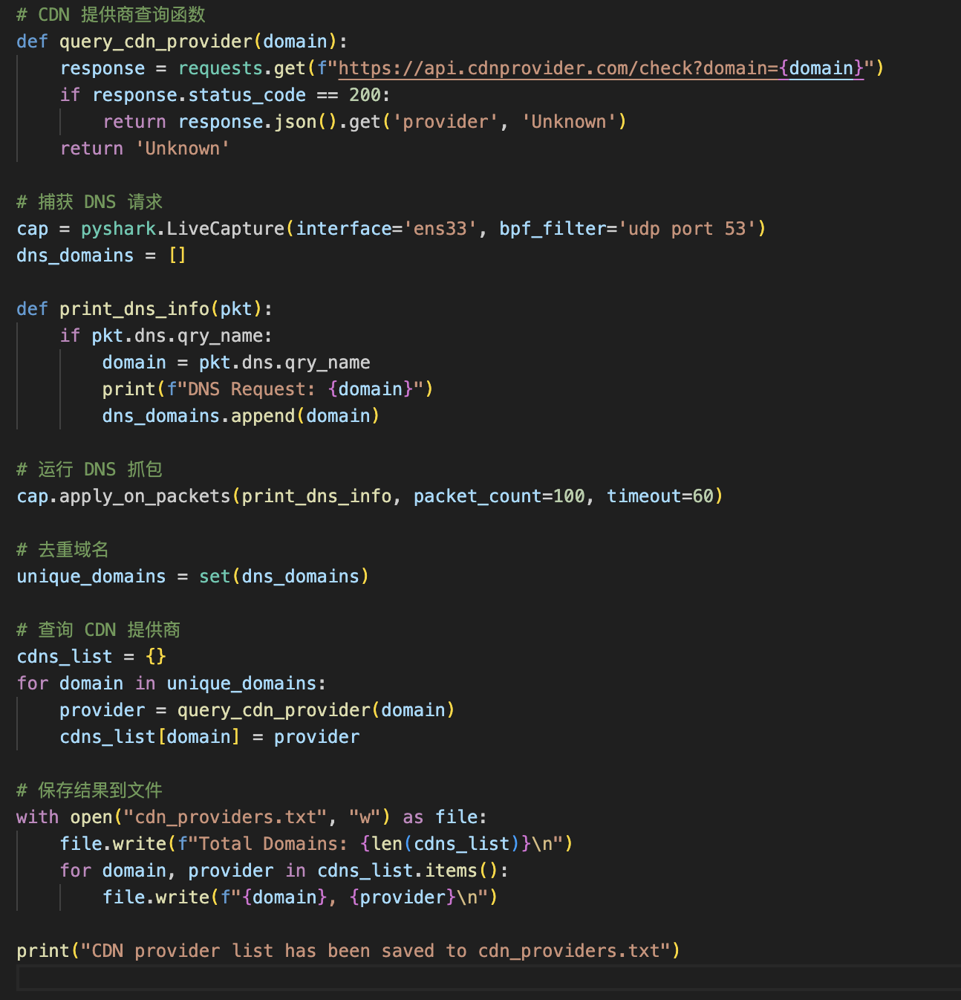 # CDN 提供商查询函数
def query_cdn_provider(domain):
    response = requests.get(f"https://api.cdnprovider.com/check?domain={domain}")
    if response.status_code == 200:
        return response.json().get('provider', 'Unknown')
    return 'Unknown'

# 捕获 DNS 请求
cap = pyshark.LiveCapture(interface='ens33', bpf_filter='udp port 53')
dns_domains = []

def print_dns_info(pkt):
    if pkt.dns.qry_name:
        domain = pkt.dns.qry_name
        print(f"DNS Request: {domain}")
        dns_domains.append(domain)

# 运行 DNS 抓包
cap.apply_on_packets(print_dns_info, packet_count=100, timeout=60)

# 去重域名
unique_domains = set(dns_domains)

# 查询 CDN 提供商
cdns_list = {}
for domain in unique_domains:
    provider = query_cdn_provider(domain)
    cdns_list[domain] = provider

# 保存结果到文件
with open("cdn_providers.txt", "w") as file:
    file.write(f"Total Domains: {len(cdns_list)}\n")
    for domain, provider in cdns_list.items():
        file.write(f"{domain}, {provider}\n")

print("CDN provider list has been saved to cdn_providers.txt")